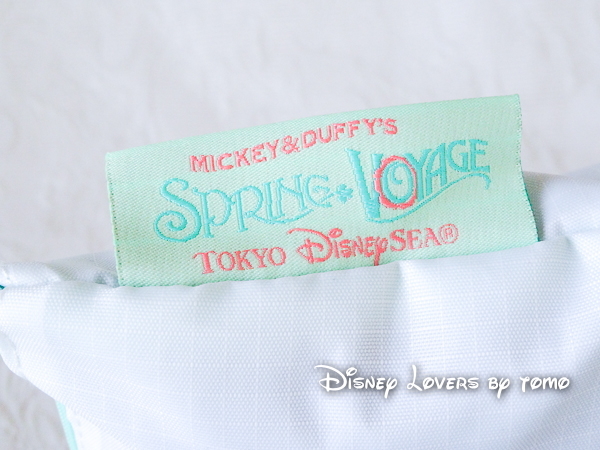 MICKEY & DUFFY'S
SPRING VOYAGE
TOKYO DISNEYSEA®
DISNEY LOVERS BY TOMO